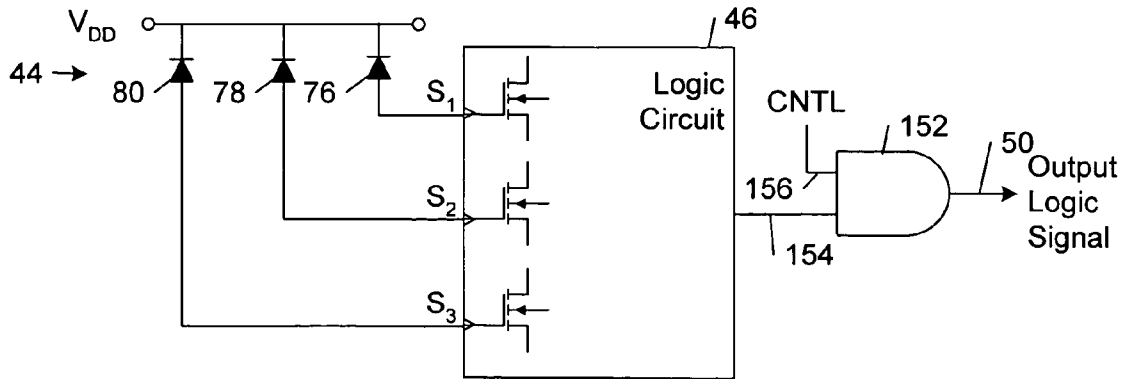 V_DD
46
44
80
78
76
S_1
Logic
Circuit
CNTL
152
50
Output
Logic
Signal
156
S_2
154
S_3